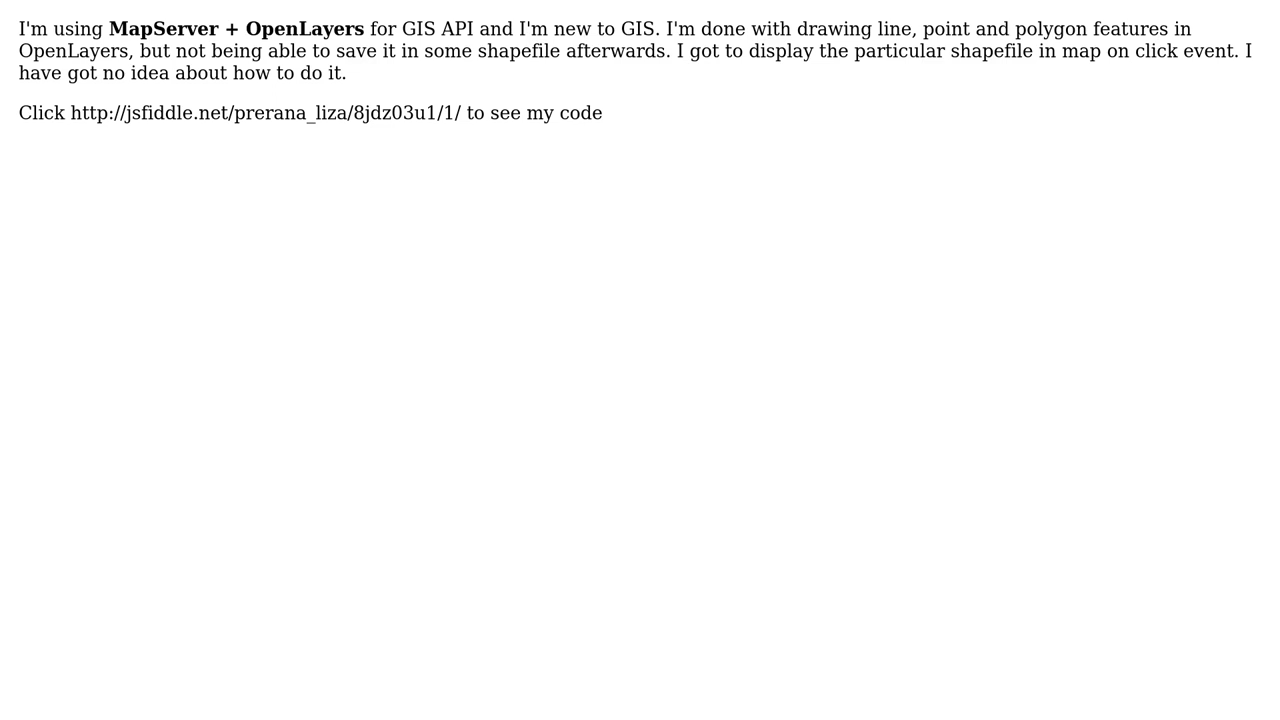 I'm using MapServer + OpenLayers for GIS API and I'm new to GIS. I'm done with drawing line, point and polygon features in
OpenLayers, but not being able to save it in some shapefile afterwards. I got to display the particular shapefile in map on click event. I
have got no idea about how to do it.
Click http://jsfiddle.net/prerana_liza/8jdz03u1/1/ to see my code